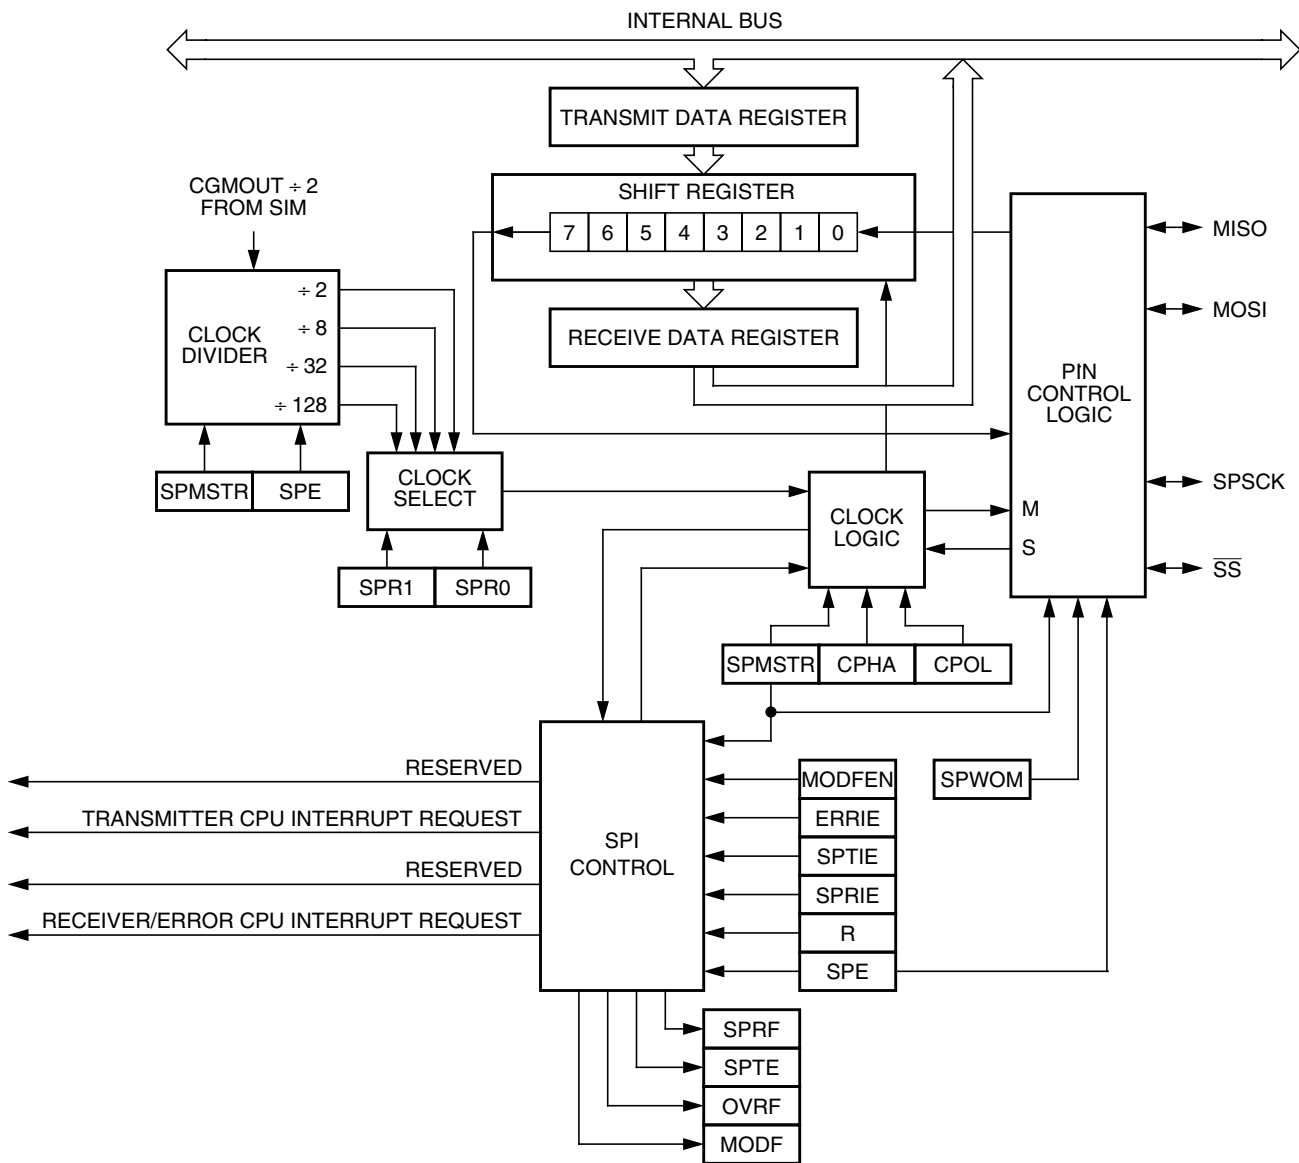 INTERNAL BUS
TRANSMIT DATA REGISTER
SHIFT REGISTER
7 6 5 4 3 2 1 0
RECEIVE DATA REGISTER
CGMOUT ÷ 2
FROM SIM
CLOCK
DIVIDER
÷ 2
÷ 8
÷ 32
÷ 128
SPMSTR SPE
CLOCK
SELECT
SPR1 SPR0
CLOCK
LOGIC
PIN
CONTROL
LOGIC
M
S
MISO
MOSI
SPSCK
SS
SPMSTR CPHA CPOL
SPWOM
SPI
CONTROL
RESERVED
TRANSMITTER CPU INTERRUPT REQUEST
RESERVED
RECEIVER/ERROR CPU INTERRUPT REQUEST
MODFEN
ERRIE
SPTIE
SPRIE
R
SPE
SPRF
SPTE
OVRF
MODF